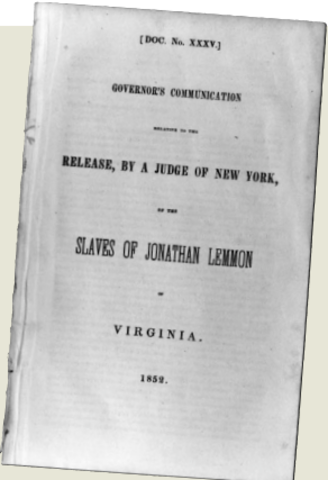 [DOC. No. XXXV.]
GOVERNOR'S COMMUNICATION
RELATIVE TO THE
RELEASE, BY A JUDGE OF NEW YORK,
OF THE
SLAVES OF JONATHAN LEMMON
OF
VIRGINIA.
1852.